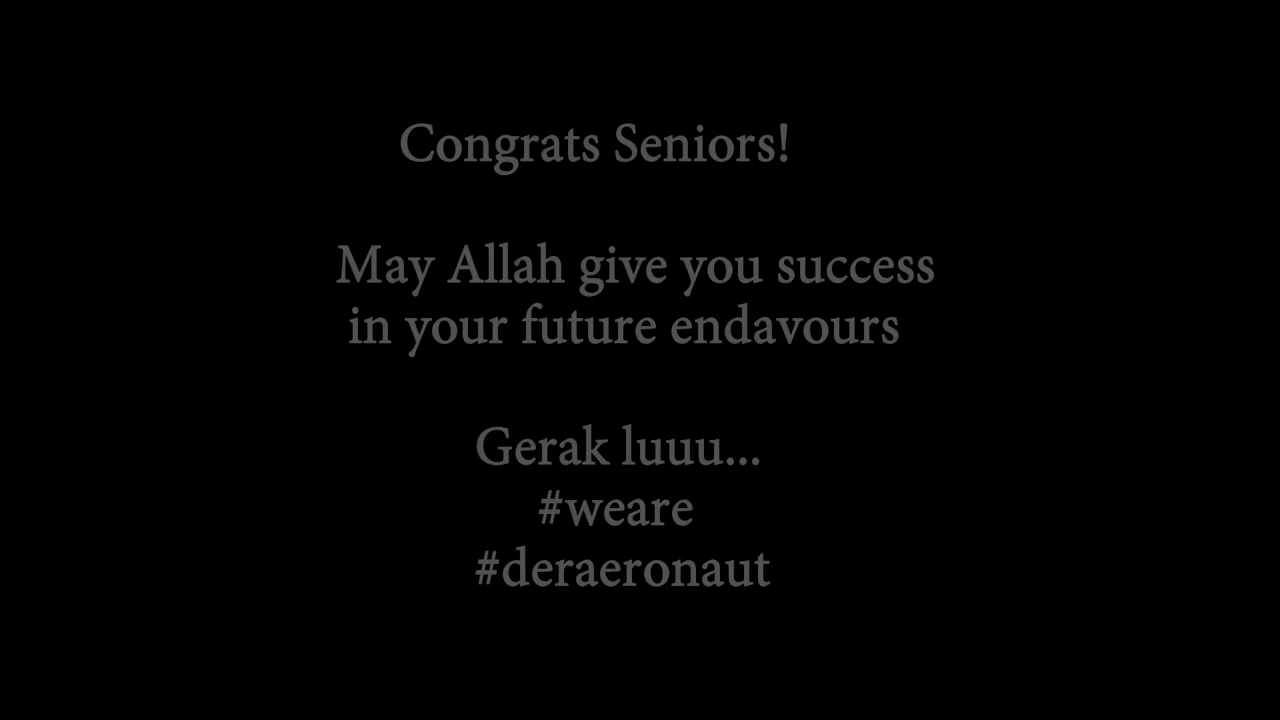 Congrats Seniors!
May Allah give you success
in your future endavours
Gerak luuu...
#weare
#deraeronaut